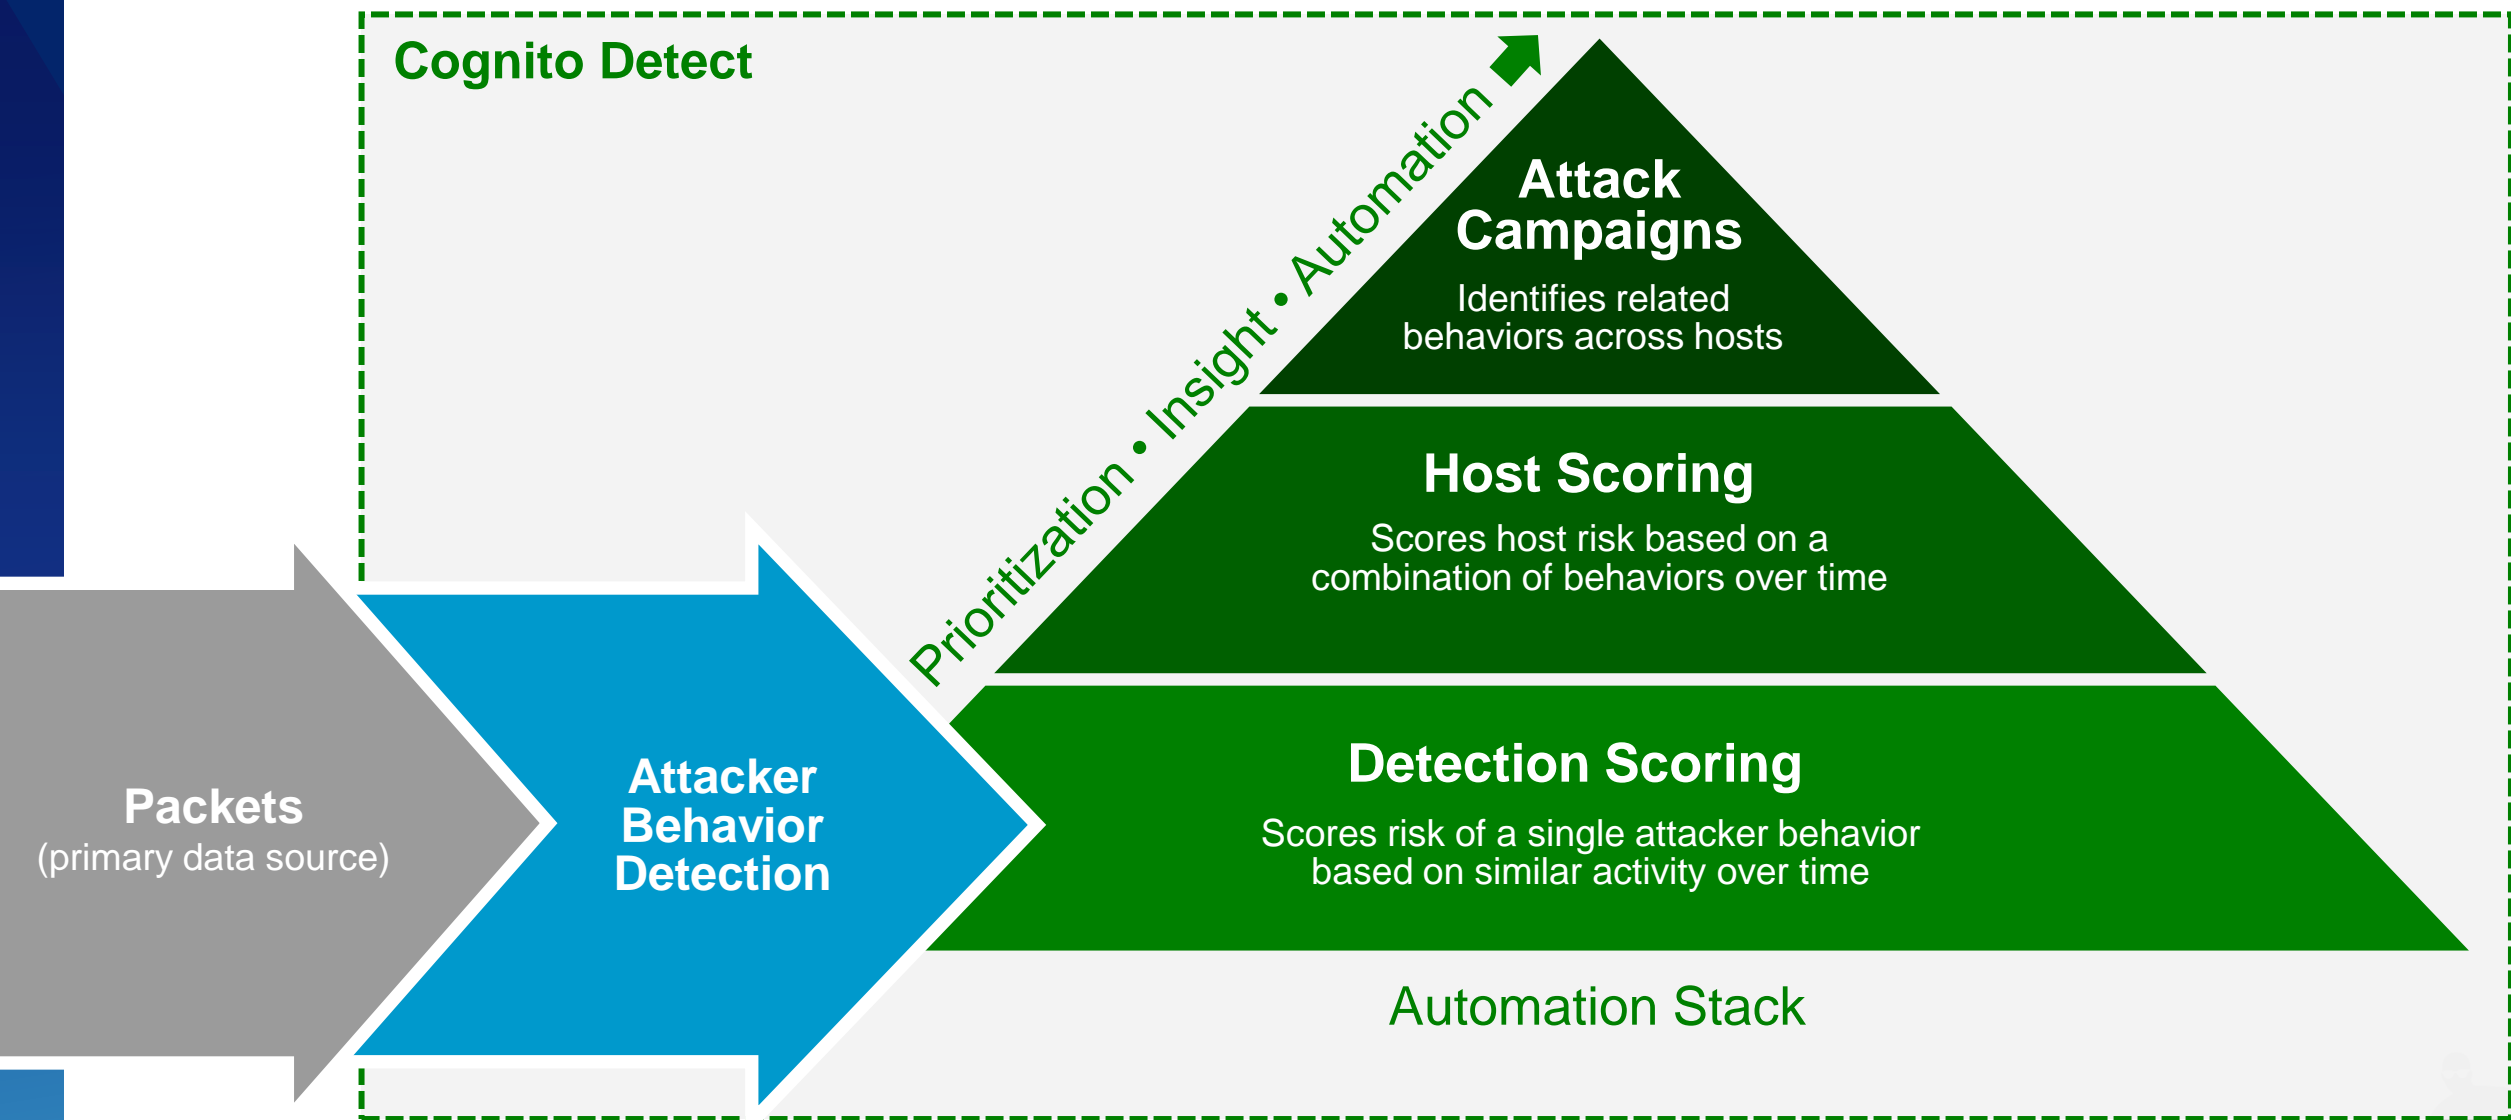 Cognito Detect
Prioritization • Insight • Automation
Attack
Campaigns
Identifies related
behaviors across hosts
Host Scoring
Scores host risk based on a
combination of behaviors over time
Packets
(primary data source)
Attacker
Behavior
Detection
Detection Scoring
Scores risk of a single attacker behavior
based on similar activity over time
Automation Stack